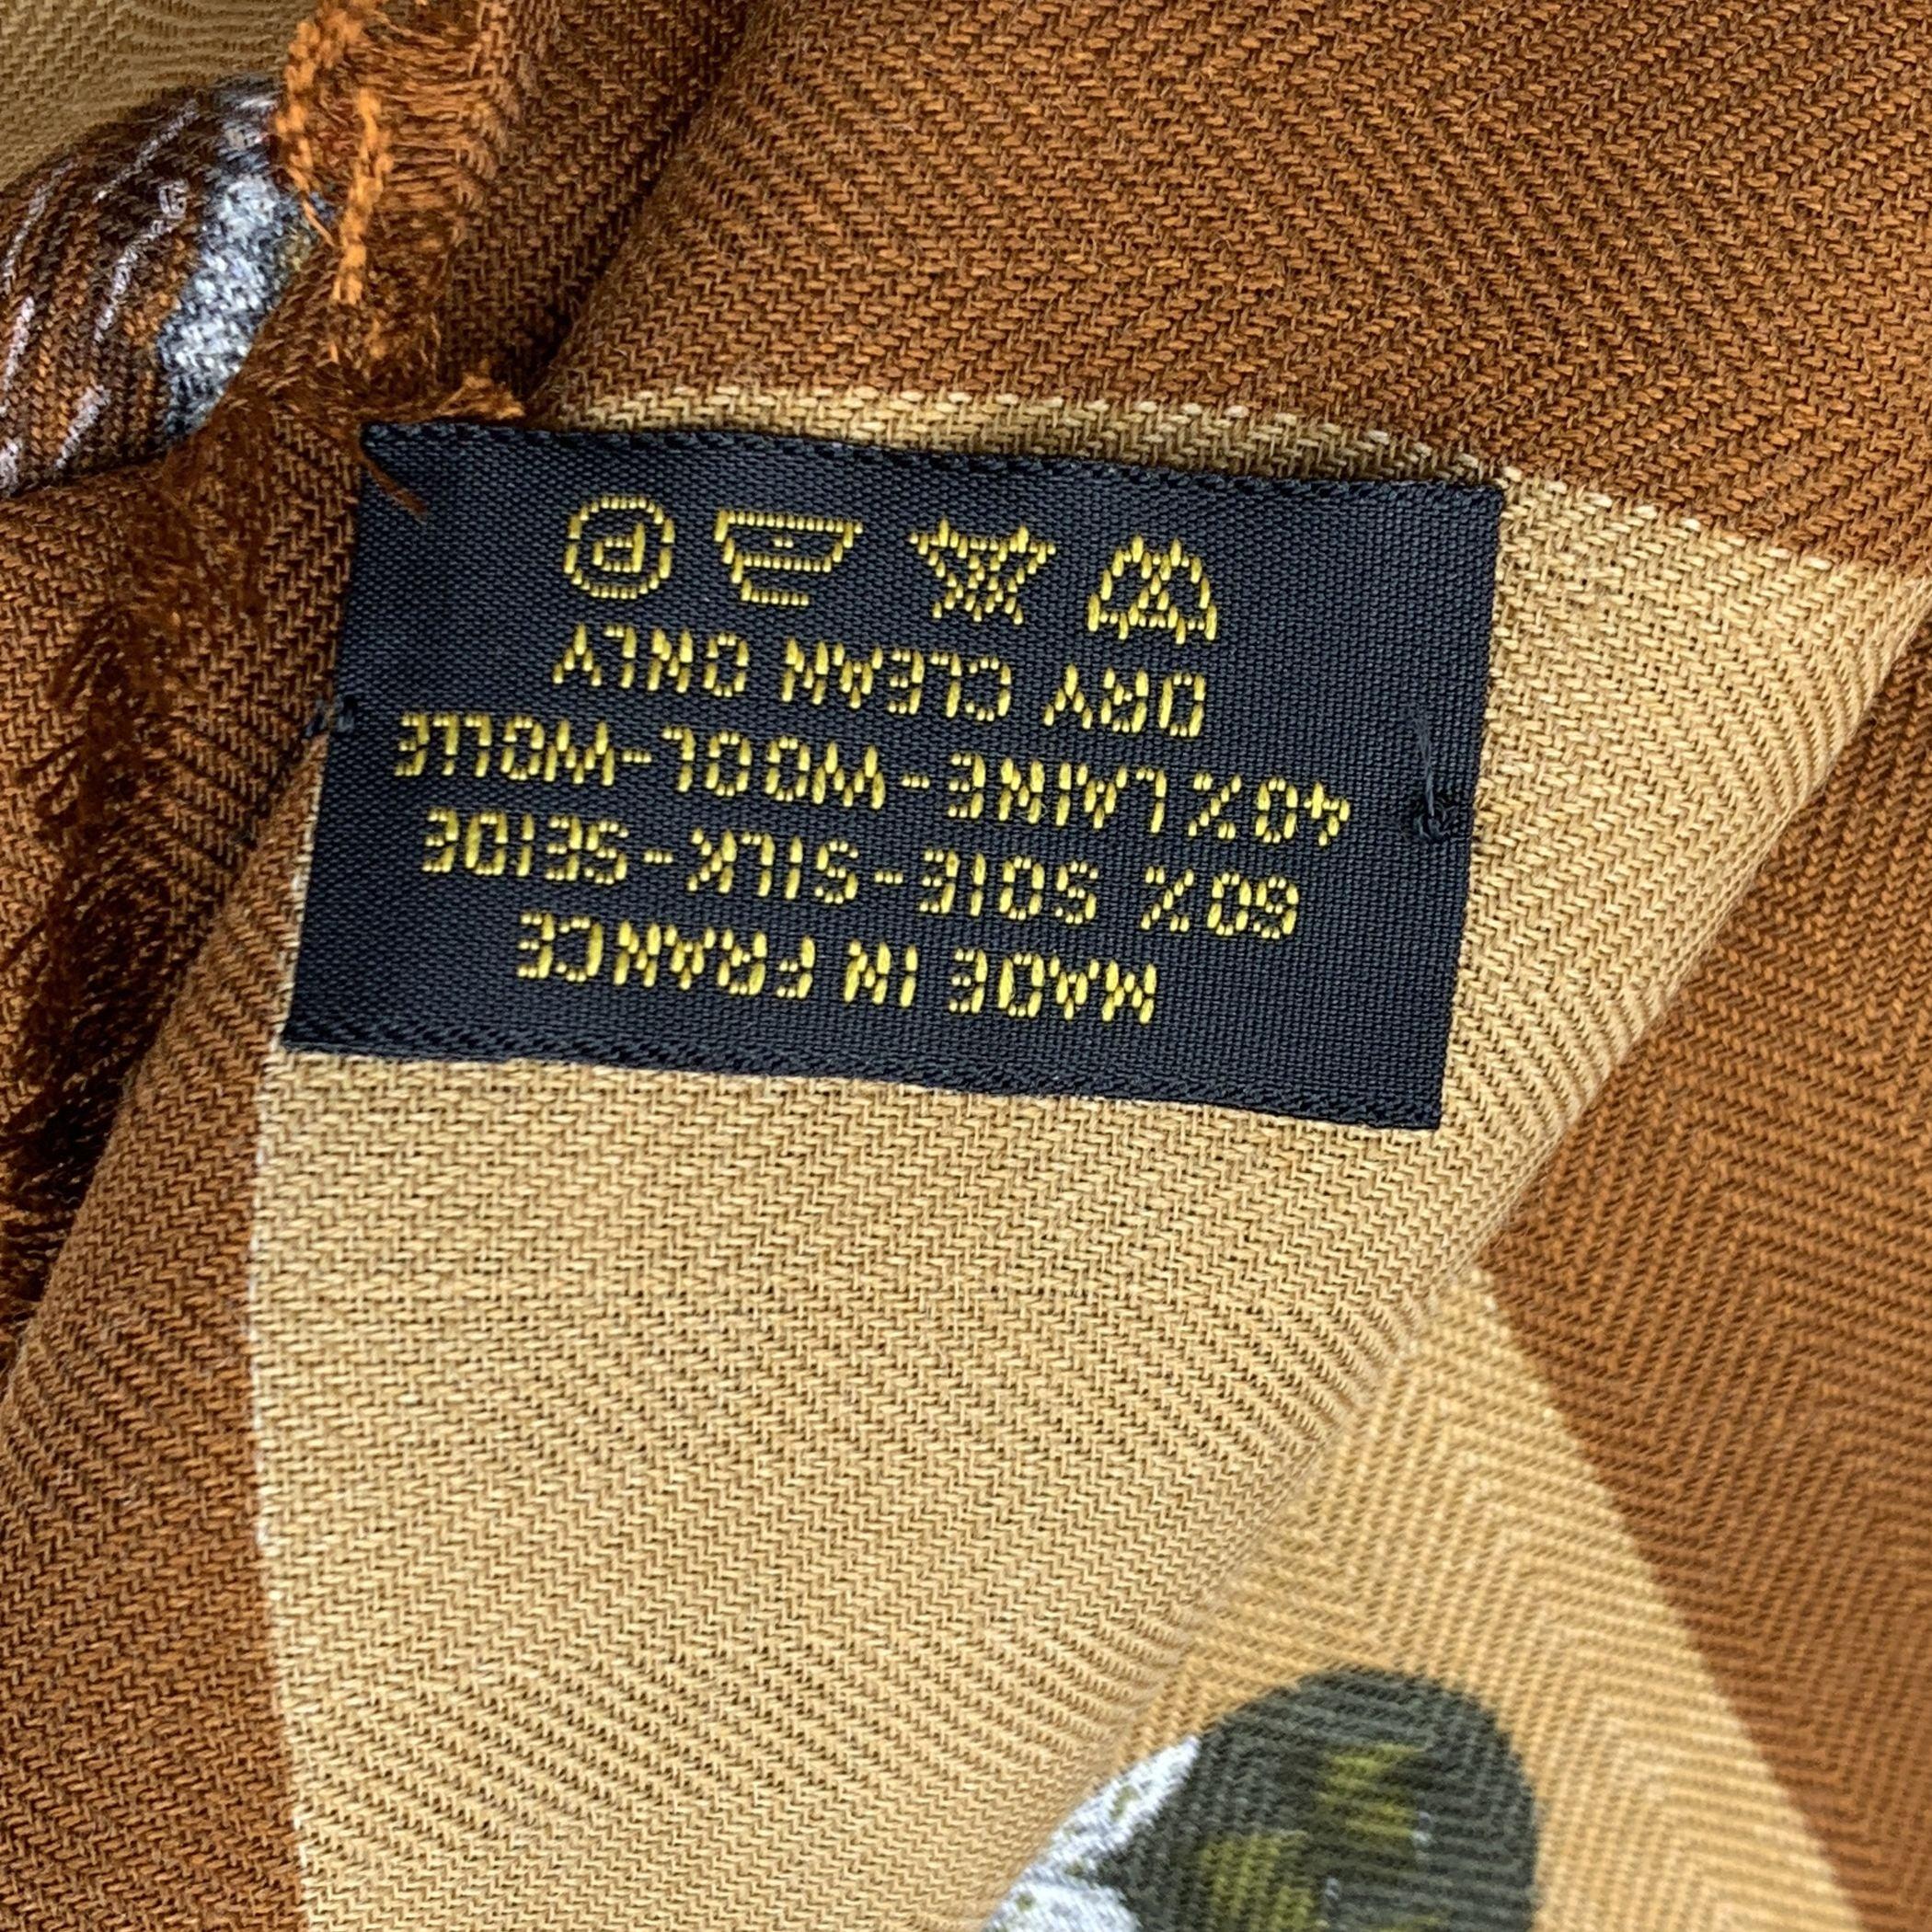 MADE IN FRANCE
60% SOIE-SILK-SEIDE
40% LAINE-WOOL-WOLLE
DRY CLEAN ONLY
P